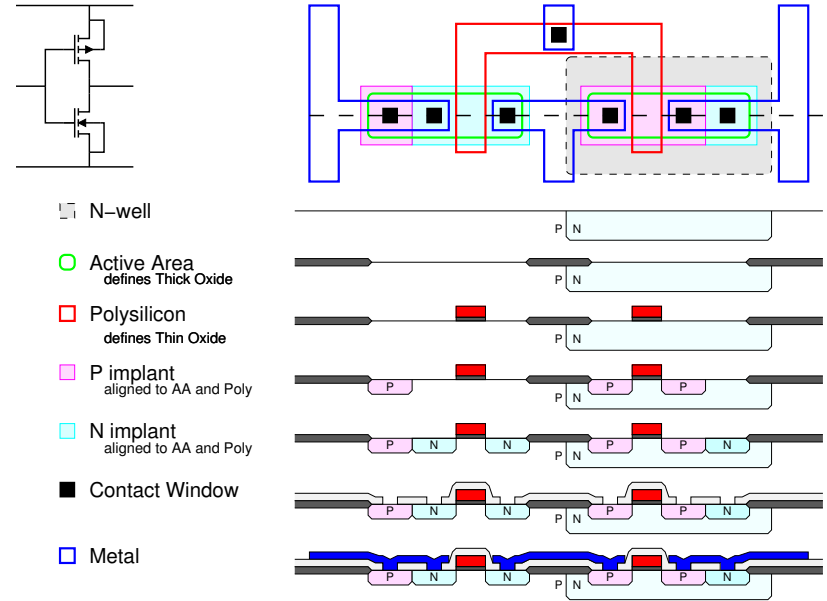 N−well
P N
Active Area
defines Thick Oxide
P N
Polysilicon
defines Thin Oxide
P N
P implant
aligned to AA and Poly
P P P
P N
N implant
aligned to AA and Poly
P N N P P N
P N
Contact Window
P N N P P N
P N
Metal
P N N P P N
P N